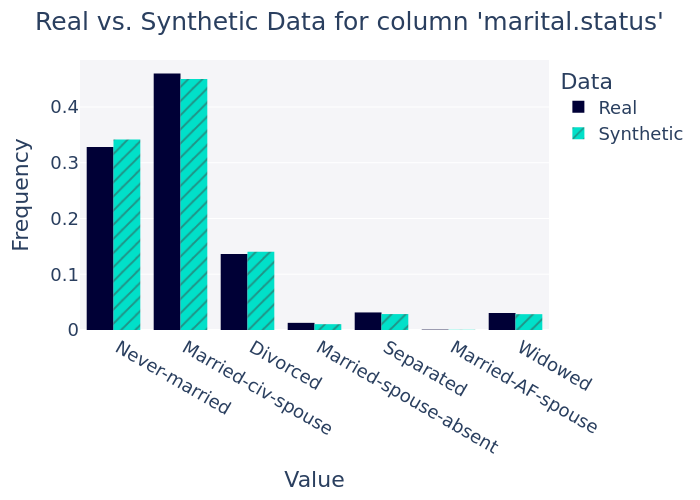 Real vs. Synthetic Data for column 'marital.status'
Data
Real
Synthetic
Frequency
0.4
0.3
0.2
0.1
0
Never-married
Married-civ-spouse
Divorced
Married-spouse-absent
Separated
Married-AF-spouse
Widowed
Value